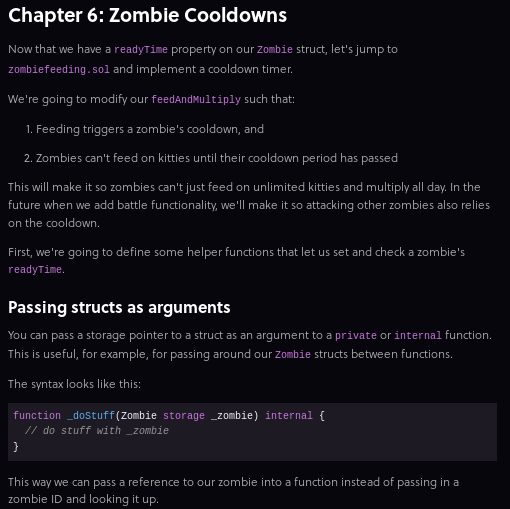 Chapter 6: Zombie Cooldowns
Now that we have a readyTime property on our Zombie struct, let's jump to
zombiefeeding.sol and implement a cooldown timer.
We're going to modify our feedAndMultiply such that:
1. Feeding triggers a zombie's cooldown, and
2. Zombies can't feed on kitties until their cooldown period has passed
This will make it so zombies can't just feed on unlimited kitties and multiply all day. In the
future when we add battle functionality, we'll make it so attacking other zombies also relies
on the cooldown.
First, we're going to define some helper functions that let us set and check a zombie's
readyTime.
Passing structs as arguments
You can pass a storage pointer to a struct as an argument to a private or internal function.
This is useful, for example, for passing around our Zombie structs between functions.
The syntax looks like this:
function _doStuff(Zombie storage _zombie) internal {
  // do stuff with _zombie
}
This way we can pass a reference to our zombie into a function instead of passing in a
zombie ID and looking it up.